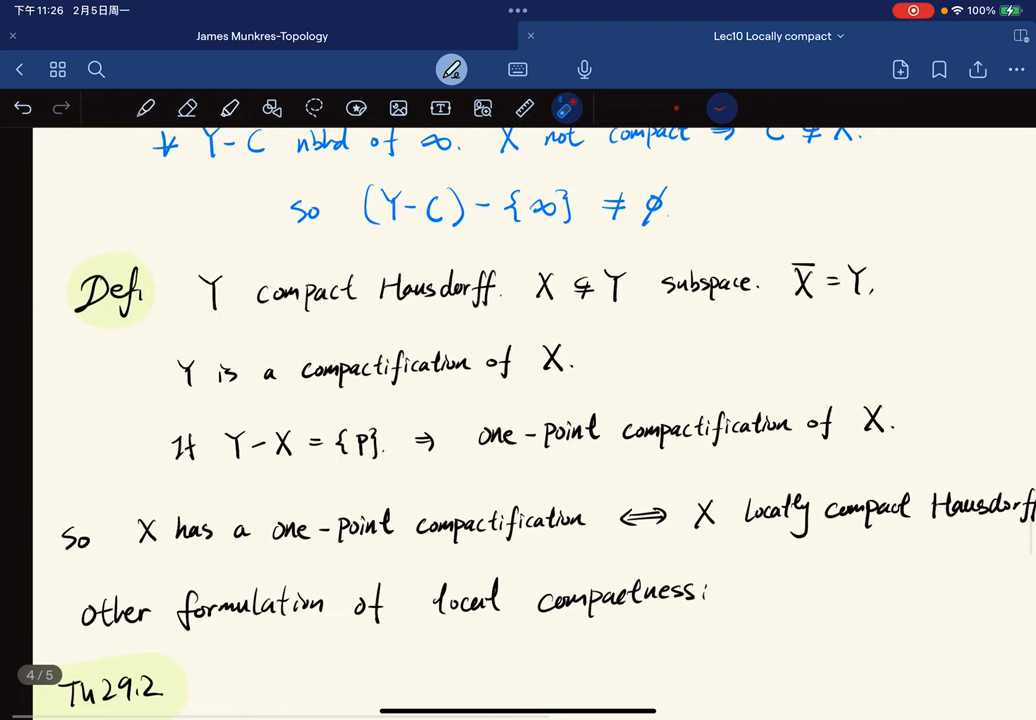 下午11:26 2月5日周一
100%
James Munkres-Topology
Lec10 Locally compact
∀ Y-C nbhd of ∞. X not compact ⇒ C ≠ X.
so (Y-C)-{∞} ≠ ∅.
Def: Y compact Hausdorff. X ⊊ Y subspace. X̅ = Y,
Y is a compactification of X.
If Y-X = {P}. ⇒ one-point compactification of X.
So X has a one-point compactification ⟺ X locally compact Hausdorff
other formulation of local compactness:
4 / 5
Th 29.2